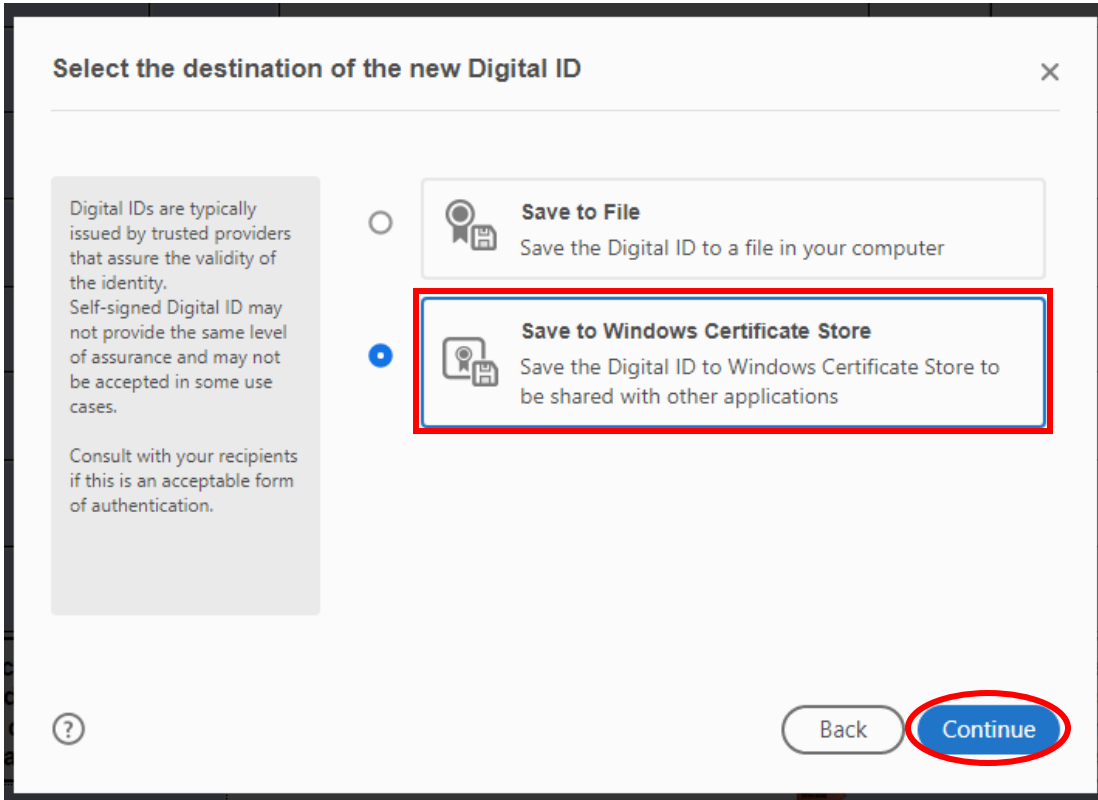 Select the destination of the new Digital ID
Digital IDs are typically
issued by trusted providers
that assure the validity of
the identity.
Self-signed Digital ID may
not provide the same level
of assurance and may not
be accepted in some use
cases.
Consult with your recipients
if this is an acceptable form
of authentication.
Save to File
Save the Digital ID to a file in your computer
Save to Windows Certificate Store
Save the Digital ID to Windows Certificate Store to
be shared with other applications
?
Back
Continue